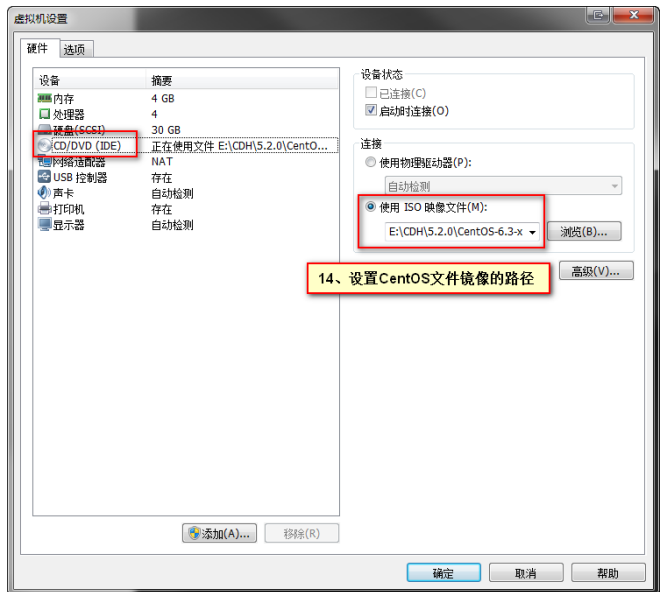 虚拟机设置
硬件 选项
设备 摘要
内存 4 GB
处理器 4
硬盘(SCSI) 30 GB
CD/DVD (IDE) 正在使用文件 E:\CDH\5.2.0\CentO...
网络适配器 NAT
USB 控制器 存在
声卡 自动检测
打印机 存在
显示器 自动检测
添加(A)... 移除(R)
设备状态
已连接(C)
启动时连接(O)
连接
使用物理驱动器(P):
自动检测
使用 ISO 映像文件(M):
E:\CDH\5.2.0\CentOS-6.3-x 浏览(B)...
14、设置CentOS文件镜像的路径
高级(V)...
确定 取消 帮助